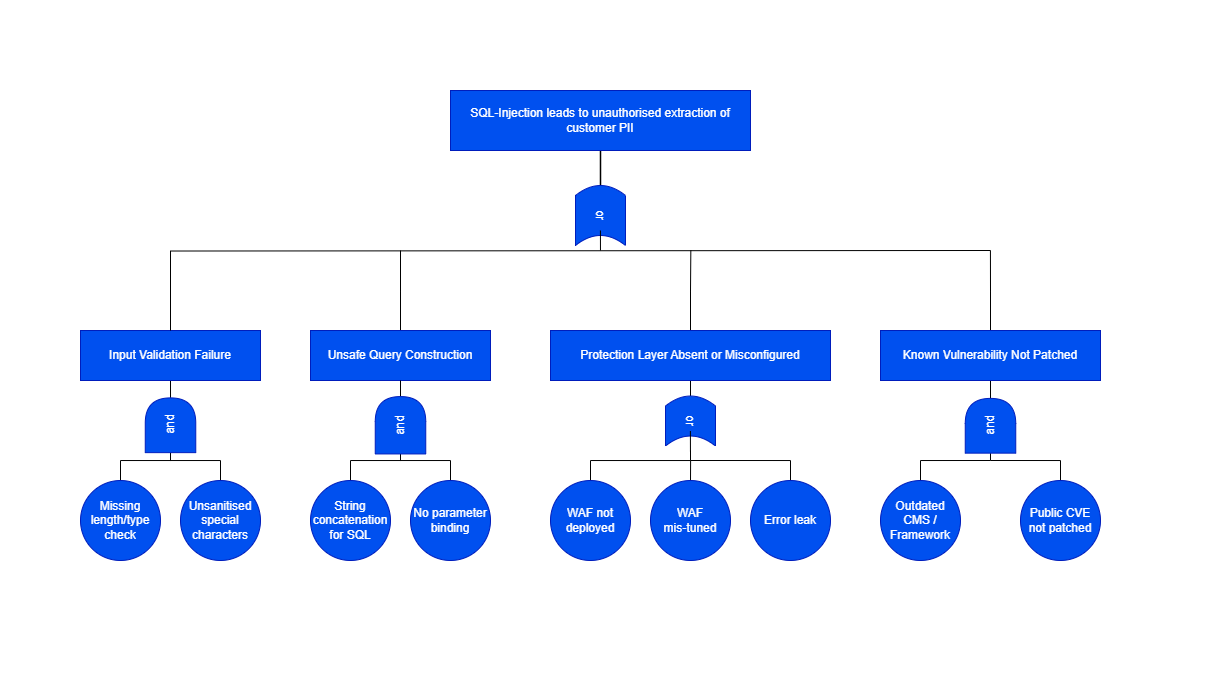 SQL-Injection leads to unauthorised extraction of
customer PII
or
Input Validation Failure
Unsafe Query Construction
Protection Layer Absent or Misconfigured
Known Vulnerability Not Patched
and
and
or
and
Missing
length/type
check
Unsanitised
special
characters
String
concatenation
for SQL
No parameter
binding
WAF not
deployed
WAF
mis-tuned
Error leak
Outdated
CMS /
Framework
Public CVE
not patched